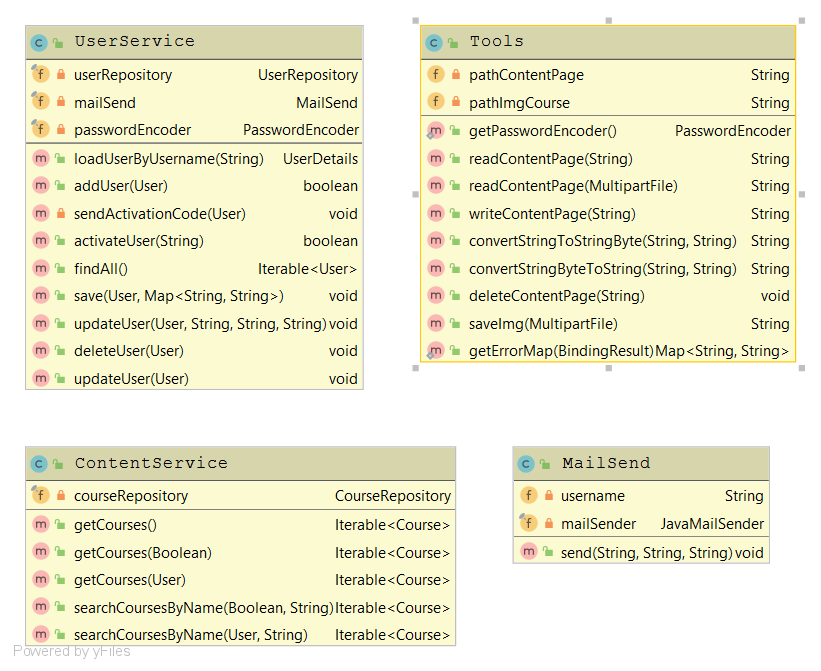 UserService
userRepository UserRepository
mailSend MailSend
passwordEncoder PasswordEncoder
loadUserByUsername(String) UserDetails
addUser(User) boolean
sendActivationCode(User) void
activateUser(String) boolean
findAll() Iterable<User>
save(User, Map<String, String>) void
updateUser(User, String, String, String) void
deleteUser(User) void
updateUser(User) void
Tools
pathContentPage String
pathImgCourse String
getPasswordEncoder() PasswordEncoder
readContentPage(String) String
readContentPage(MultipartFile) String
writeContentPage(String) String
convertStringToStringByte(String, String) String
convertStringByteToString(String, String) String
deleteContentPage(String) void
saveImg(MultipartFile) String
getErrorMap(BindingResult) Map<String, String>
ContentService
courseRepository CourseRepository
getCourses() Iterable<Course>
getCourses(Boolean) Iterable<Course>
getCourses(User) Iterable<Course>
searchCoursesByName(Boolean, String) Iterable<Course>
searchCoursesByName(User, String) Iterable<Course>
MailSend
username String
mailSender JavaMailSender
send(String, String, String) void
Powered by yFiles